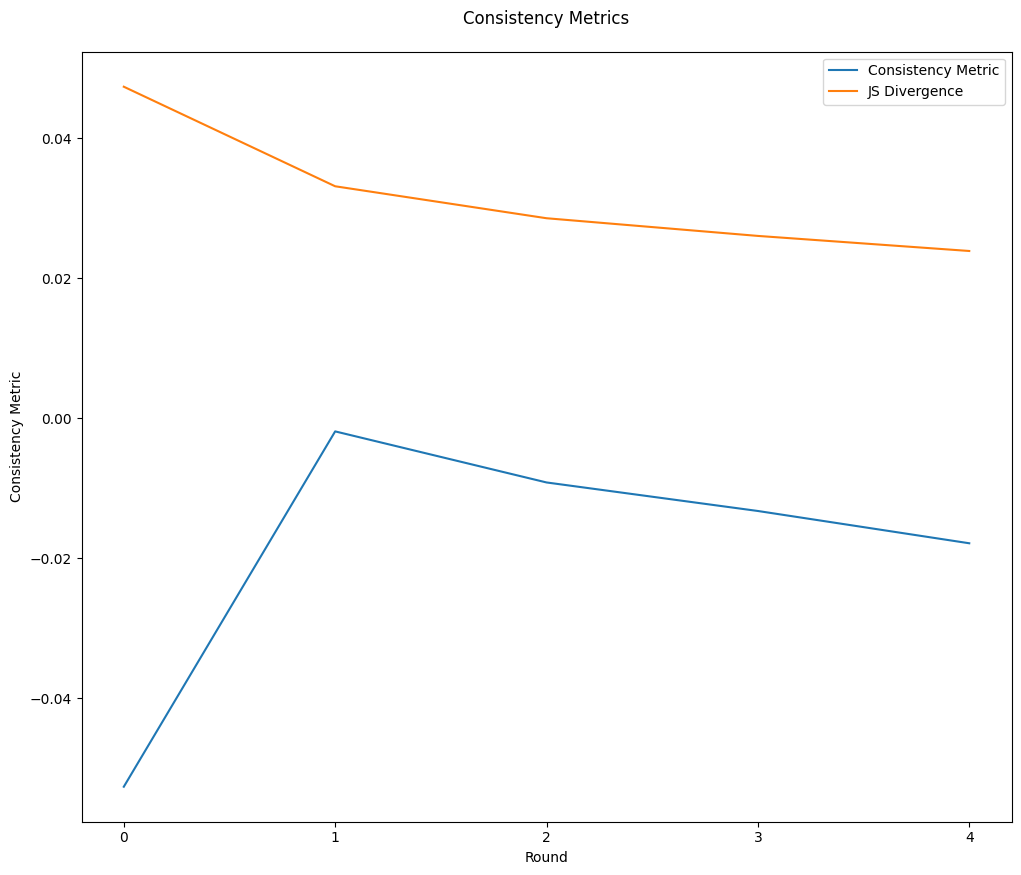 Consistency Metrics
Consistency Metric
JS Divergence
0.04
0.02
0.00
−0.02
−0.04
Consistency Metric
0
1
2
3
4
Round